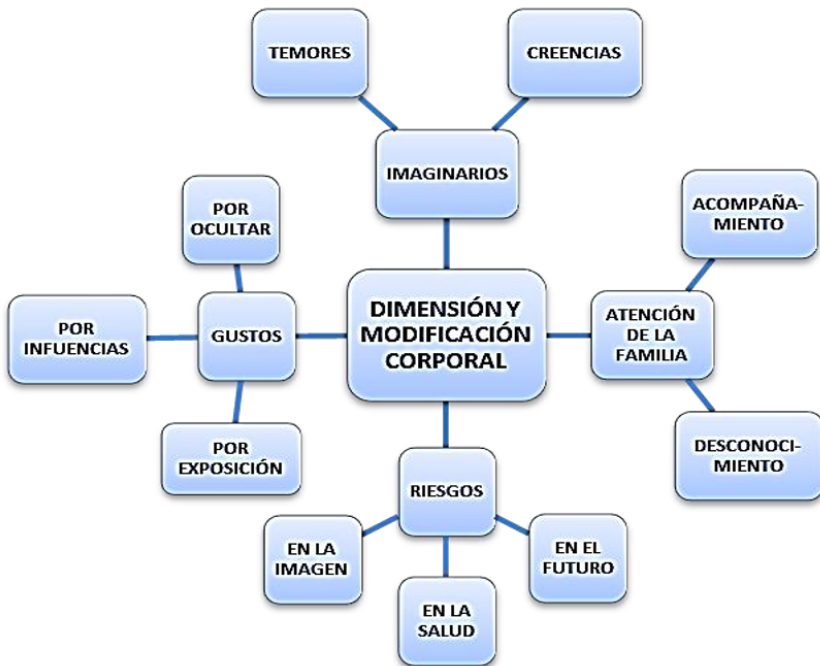 TEMORES
CREENCIAS
IMAGINARIOS
POR
OCULTAR
ACOMPAÑA-
MIENTO
POR
INFUENCIAS
GUSTOS
DIMENSIÓN Y
MODIFICACIÓN
CORPORAL
ATENCIÓN
DE LA
FAMILIA
POR
EXPOSICIÓN
DESCONOCI-
MIENTO
RIESGOS
EN LA
IMAGEN
EN EL
FUTURO
EN LA
SALUD